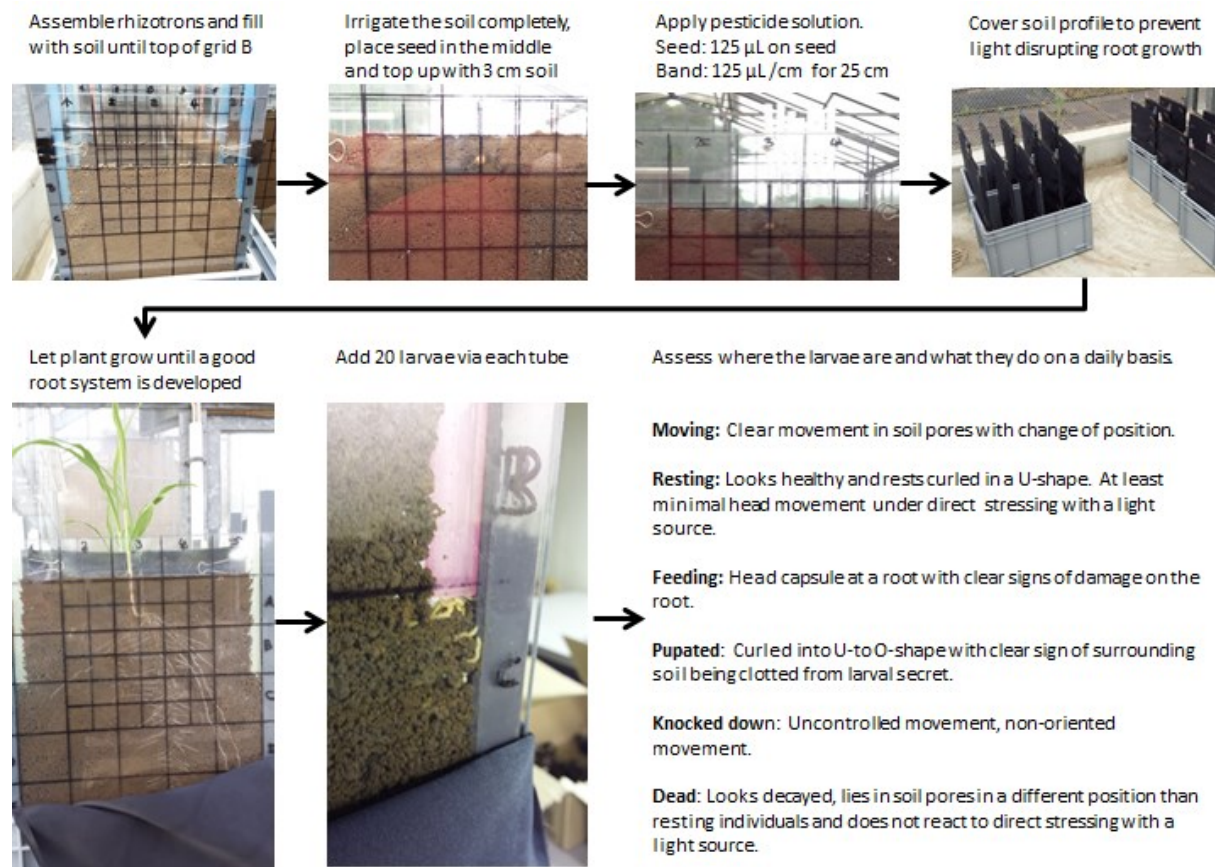 Assemble rhizotrons and fill
with soil until top of grid B
Irrigate the soil completely,
place seed in the middle
and top up with 3 cm soil
Apply pesticide solution.
Seed: 125 µL on seed
Band: 125 µL/cm for 25 cm
Cover soil profile to prevent
light disrupting root growth
Let plant grow until a good
root system is developed
Add 20 larvae via each tube
B
Assess where the larvae are and what they do on a daily basis.
Moving: Clear movement in soil pores with change of position.
Resting: Looks healthy and rests curled in a U-shape. At least
minimal head movement under direct stressing with a light
source.
Feeding: Head capsule at a root with clear signs of damage on the
root.
Pupated: Curled into U-to O-shape with clear sign of surrounding
soil being clotted from larval secret.
Knocked down: Uncontrolled movement, non-oriented
movement.
Dead: Looks decayed, lies in soil pores in a different position than
resting individuals and does not react to direct stressing with a
light source.